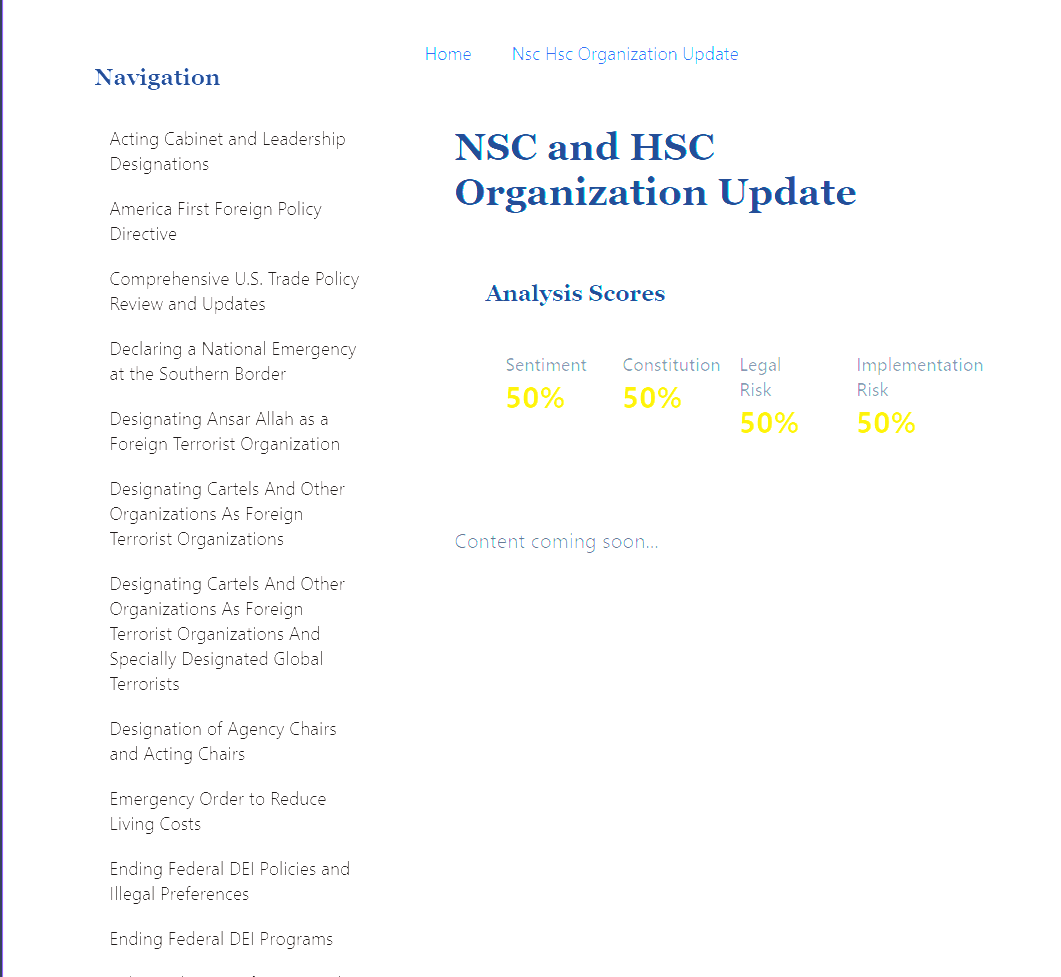 Home
Nsc Hsc Organization Update
Navigation
Acting Cabinet and Leadership
Designations
America First Foreign Policy
Directive
Comprehensive U.S. Trade Policy
Review and Updates
Declaring a National Emergency
at the Southern Border
Designating Ansar Allah as a
Foreign Terrorist Organization
Designating Cartels And Other
Organizations As Foreign
Terrorist Organizations
Designating Cartels And Other
Organizations As Foreign
Terrorist Organizations And
Specially Designated Global
Terrorists
Designation of Agency Chairs
and Acting Chairs
Emergency Order to Reduce
Living Costs
Ending Federal DEI Policies and
Illegal Preferences
Ending Federal DEI Programs
NSC and HSC
Organization Update
Analysis Scores
Sentiment
50%
Constitution
50%
Legal
Risk
50%
Implementation
Risk
50%
Content coming soon...